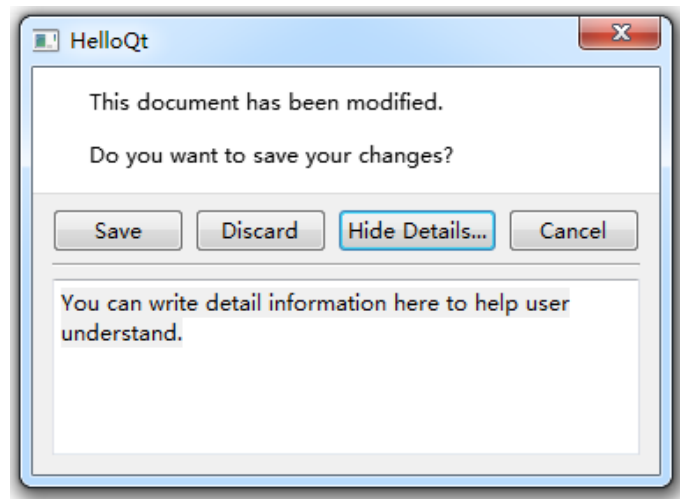 HelloQt
This document has been modified.
Do you want to save your changes?
Save Discard Hide Details... Cancel
You can write detail information here to help user
understand.